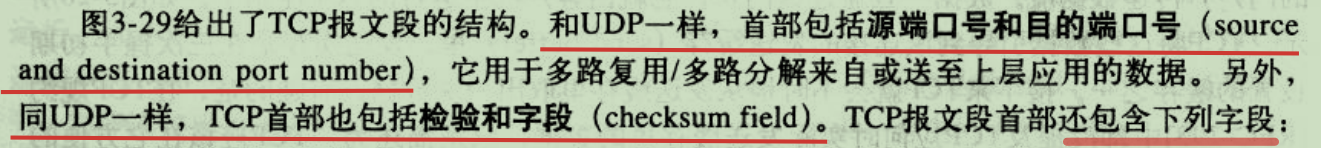 图3-29给出了TCP报文段的结构。和UDP一样，首部包括源端口号和目的端口号（source
and destination port number），它用于多路复用/多路分解来自或送至上层应用的数据。另外，
同UDP一样，TCP首部也包括检验和字段（checksum field）。TCP报文段首部还包含下列字段：